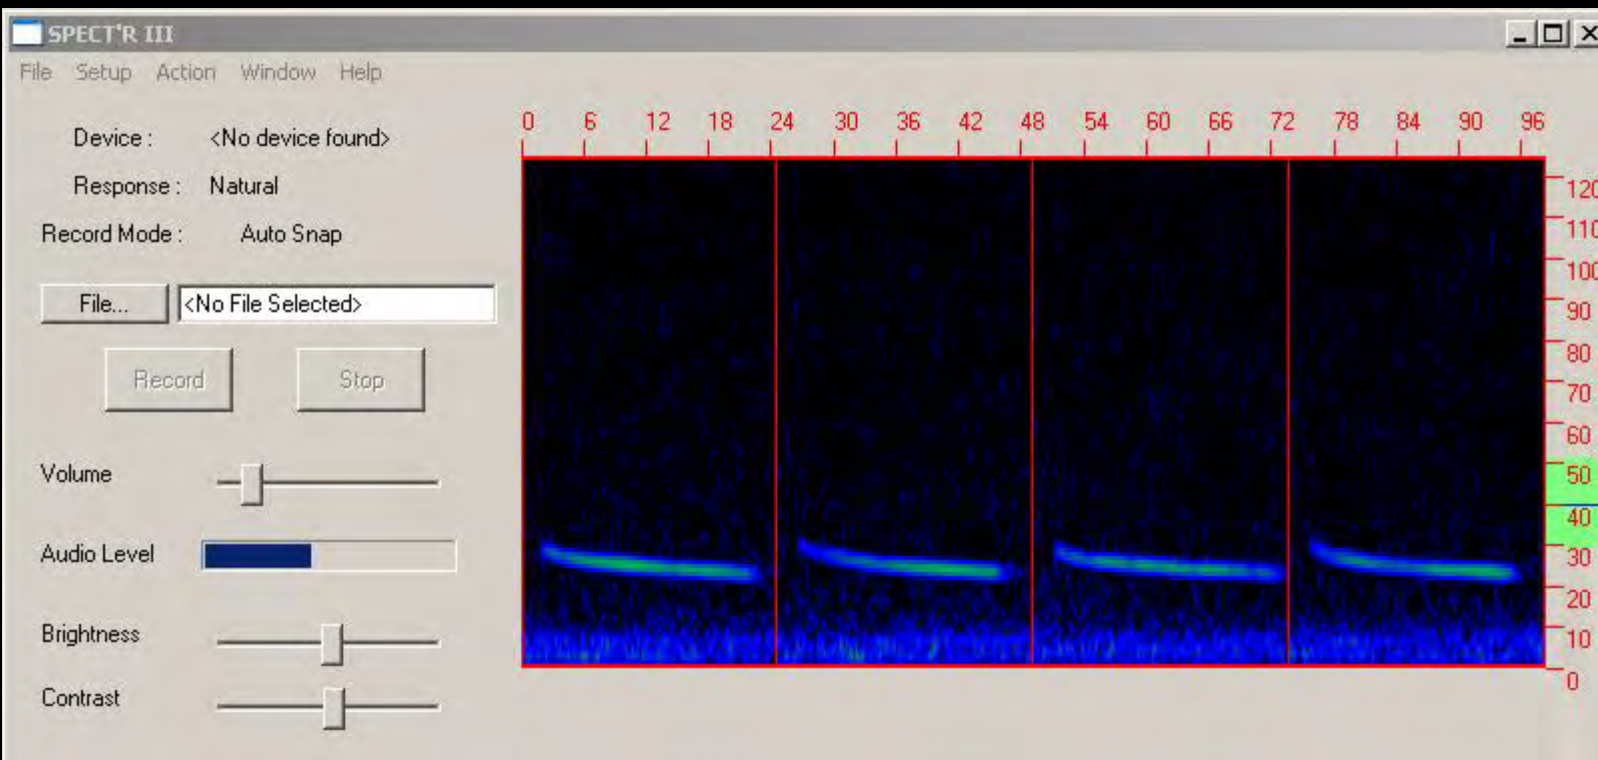 SPECT'R III
File Setup Action Window Help
Device : <No device found>
Response : Natural
Record Mode : Auto Snap
File... <No File Selected>
Record Stop
Volume
Audio Level
Brightness
Contrast
0 6 12 18 24 30 36 42 48 54 60 66 72 78 84 90 96
120
110
100
90
80
70
60
50
40
30
20
10
0